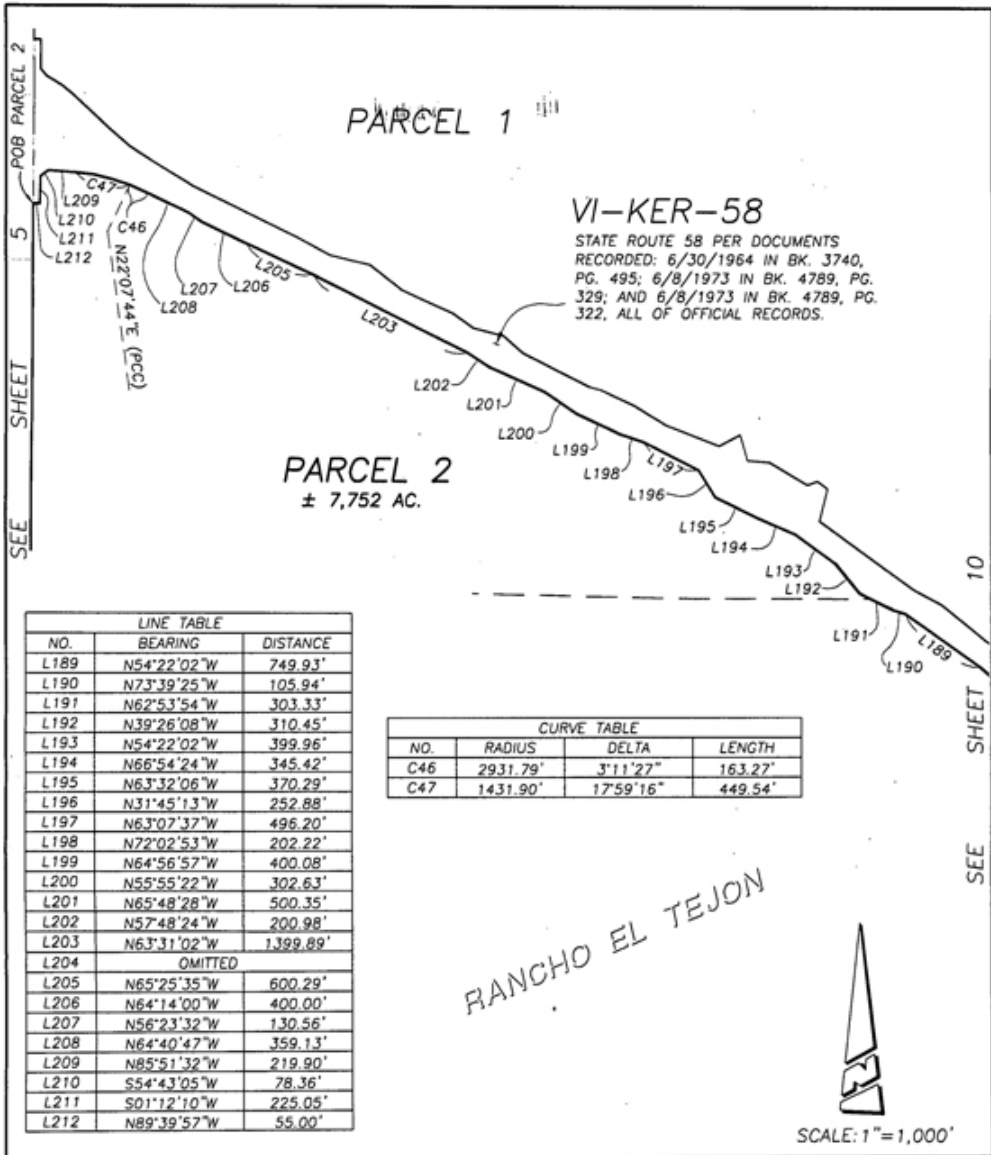 POB PARCEL 2
5
SHEET
SEE
PARCEL 1
VI-KER-58
STATE ROUTE 58 PER DOCUMENTS
RECORDED: 6/30/1964 IN BK. 3740,
PG. 495; 6/8/1973 IN BK. 4789, PG.
329; AND 6/8/1973 IN BK. 4789, PG.
322, ALL OF OFFICIAL RECORDS.
C47
L209
L210
L211
L212
C46
N22°07'44"E (PCC)
L208
L207
L206
L205
L203
L202
L201
L200
L199
L198
L197
L196
L195
L194
L193
L192
L191
L190
L189
PARCEL 2
± 7,752 AC.
10
SHEET
SEE
LINE TABLE
NO. BEARING DISTANCE
L189 N54°22'02"W 749.93'
L190 N73°39'25"W 105.94'
L191 N62°53'54"W 303.33'
L192 N39°26'08"W 310.45'
L193 N54°22'02"W 399.96'
L194 N66°54'24"W 345.42'
L195 N63°32'06"W 370.29'
L196 N31°45'13"W 252.88'
L197 N63°07'37"W 496.20'
L198 N72°02'53"W 202.22'
L199 N64°56'57"W 400.08'
L200 N55°55'22"W 302.63'
L201 N65°48'28"W 500.35'
L202 N57°48'24"W 200.98'
L203 N63°31'02"W 1399.89'
L204 OMITTED
L205 N65°25'35"W 600.29'
L206 N64°14'00"W 400.00'
L207 N56°23'32"W 130.56'
L208 N64°40'47"W 359.13'
L209 N85°51'32"W 219.90'
L210 S54°43'05"W 78.36'
L211 S01°12'10"W 225.05'
L212 N89°39'57"W 55.00'
CURVE TABLE
NO. RADIUS DELTA LENGTH
C46 2931.79' 3°11'27" 163.27'
C47 1431.90' 17°59'16" 449.54'
RANCHO EL TEJON
N
SCALE: 1"=1,000'